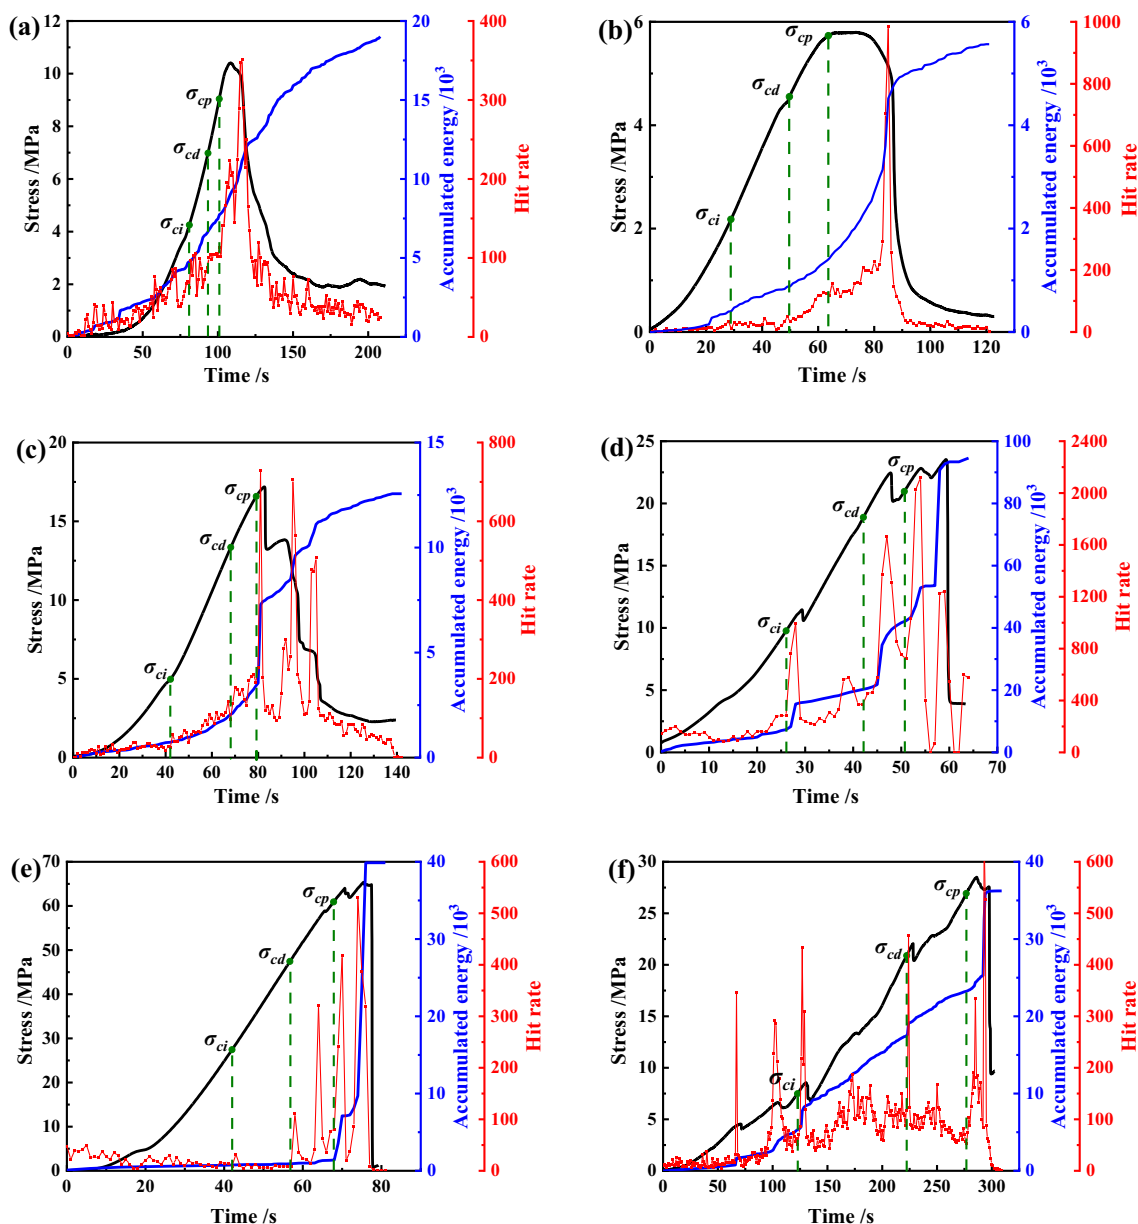 (a)
12
10
8
6
4
2
0
Stress /MPa
0 50 100 150 200
Time /s
20
15
10
5
0
Accumulated energy /10³
400
300
200
100
0
Hit rate
σcp
σcd
σci
(b)
6
4
2
0
Stress /MPa
0 20 40 60 80 100 120
Time /s
6
5
3
2
0
Accumulated energy /10³
1000
800
600
400
200
0
Hit rate
σcp
σcd
σci
(c)
20
15
10
5
0
Stress /MPa
0 20 40 60 80 100 120 140
Time /s
15
10
5
0
Accumulated energy /10³
800
700
600
500
400
300
200
100
0
Hit rate
σcp
σcd
σci
(d)
25
20
15
10
5
0
Stress /MPa
0 10 20 30 40 50 60 70
Time /s
100
80
60
40
20
0
Accumulated energy /10³
2400
2000
1600
1200
800
400
0
Hit rate
σcp
σcd
σci
(e)
70
60
50
40
30
20
10
0
Stress /MPa
0 20 40 60 80
Time /s
40
30
20
10
0
Accumulated energy /10³
600
500
400
300
200
100
0
Hit rate
σcp
σcd
σci
(f)
30
25
20
15
10
5
0
Stress /MPa
0 50 100 150 200 250 300
Time /s
40
30
20
10
0
Accumulated energy /10³
600
500
400
300
200
100
0
Hit rate
σcp
σcd
σci